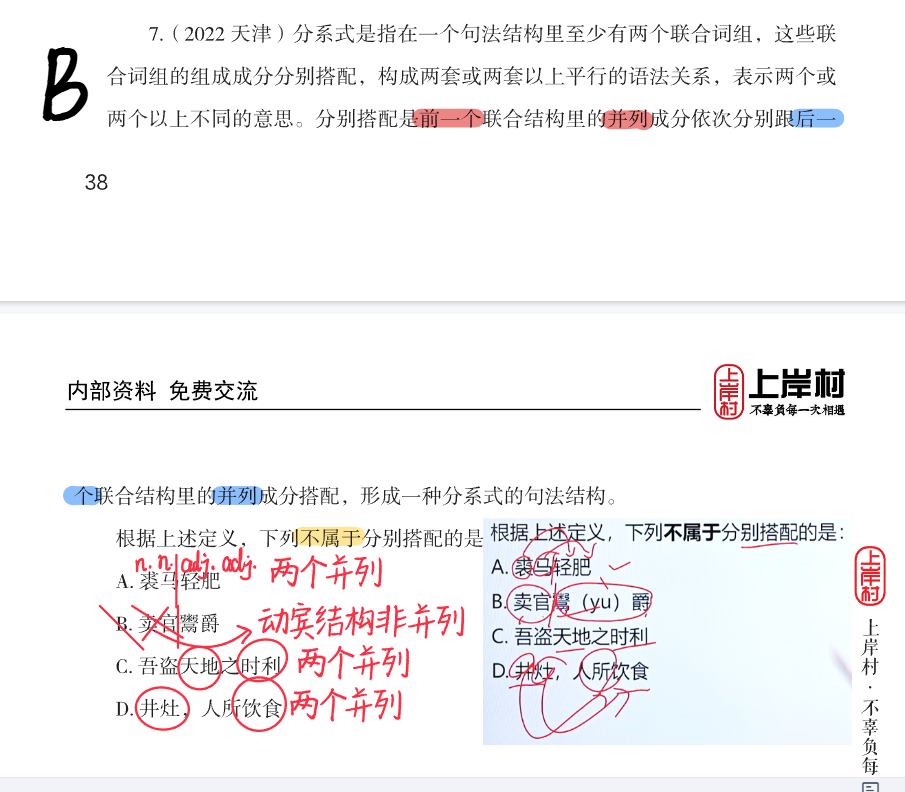 B
7.（2022 天津）分系式是指在一个句法结构里至少有两个联合词组，这些联
合词组的组成成分分别搭配，构成两套或两套以上平行的语法关系，表示两个或
两个以上不同的意思。分别搭配是前一个联合结构里的并列成分依次分别跟后一
38
内部资料 免费交流
上岸村
上岸村
不辜负每一次相遇
个联合结构里的并列成分搭配，形成一种分系式的句法结构。
根据上述定义，下列不属于分别搭配的是
n. n. adj. adj.
A. 裘马轻肥
两个并列
B. 卖官鬻爵
动宾结构非并列
C. 吾盗天地之时利
两个并列
D. 井灶，人所饮食
两个并列
根据上述定义，下列不属于分别搭配的是：
A. 裘马轻肥
B. 卖官鬻（yu）爵
C. 吾盗天地之时利
D. 井灶，人所饮食
上岸村
上岸村·不辜负每